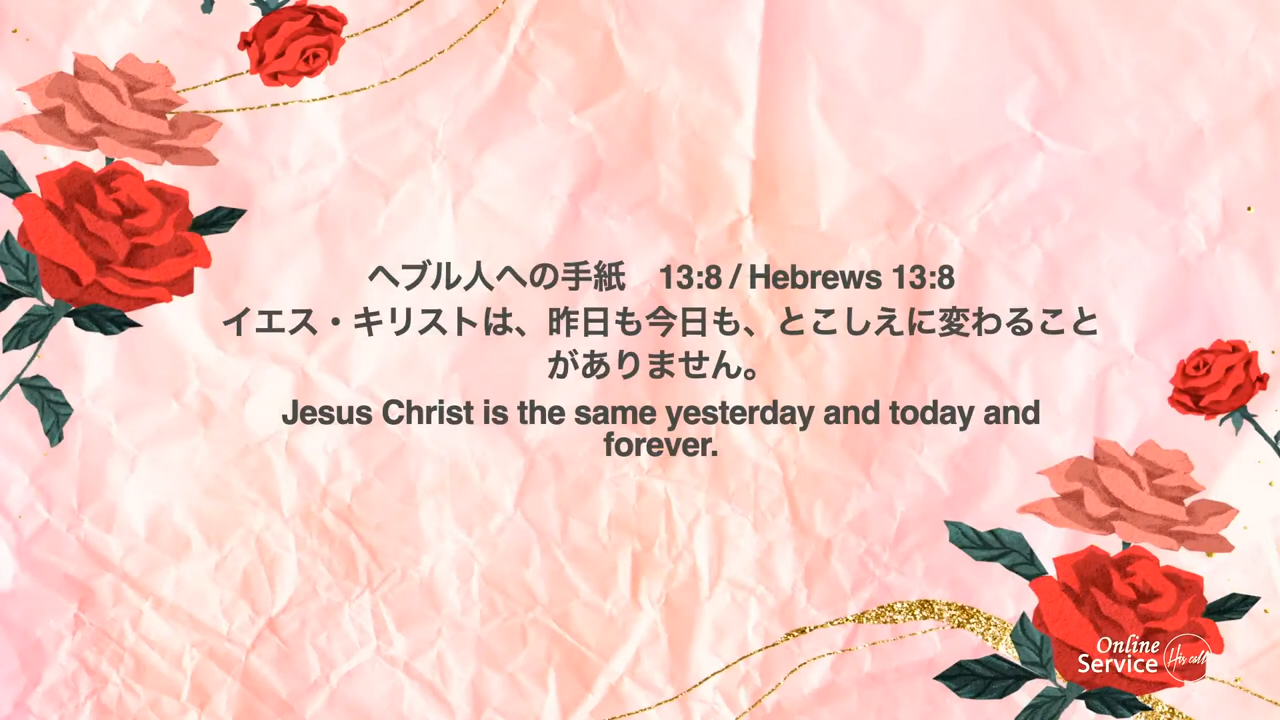 ヘブル人への手紙　13:8 / Hebrews 13:8
イエス・キリストは、昨日も今日も、とこしえに変わること
がありません。
Jesus Christ is the same yesterday and today and
forever.
Online
Service
His call